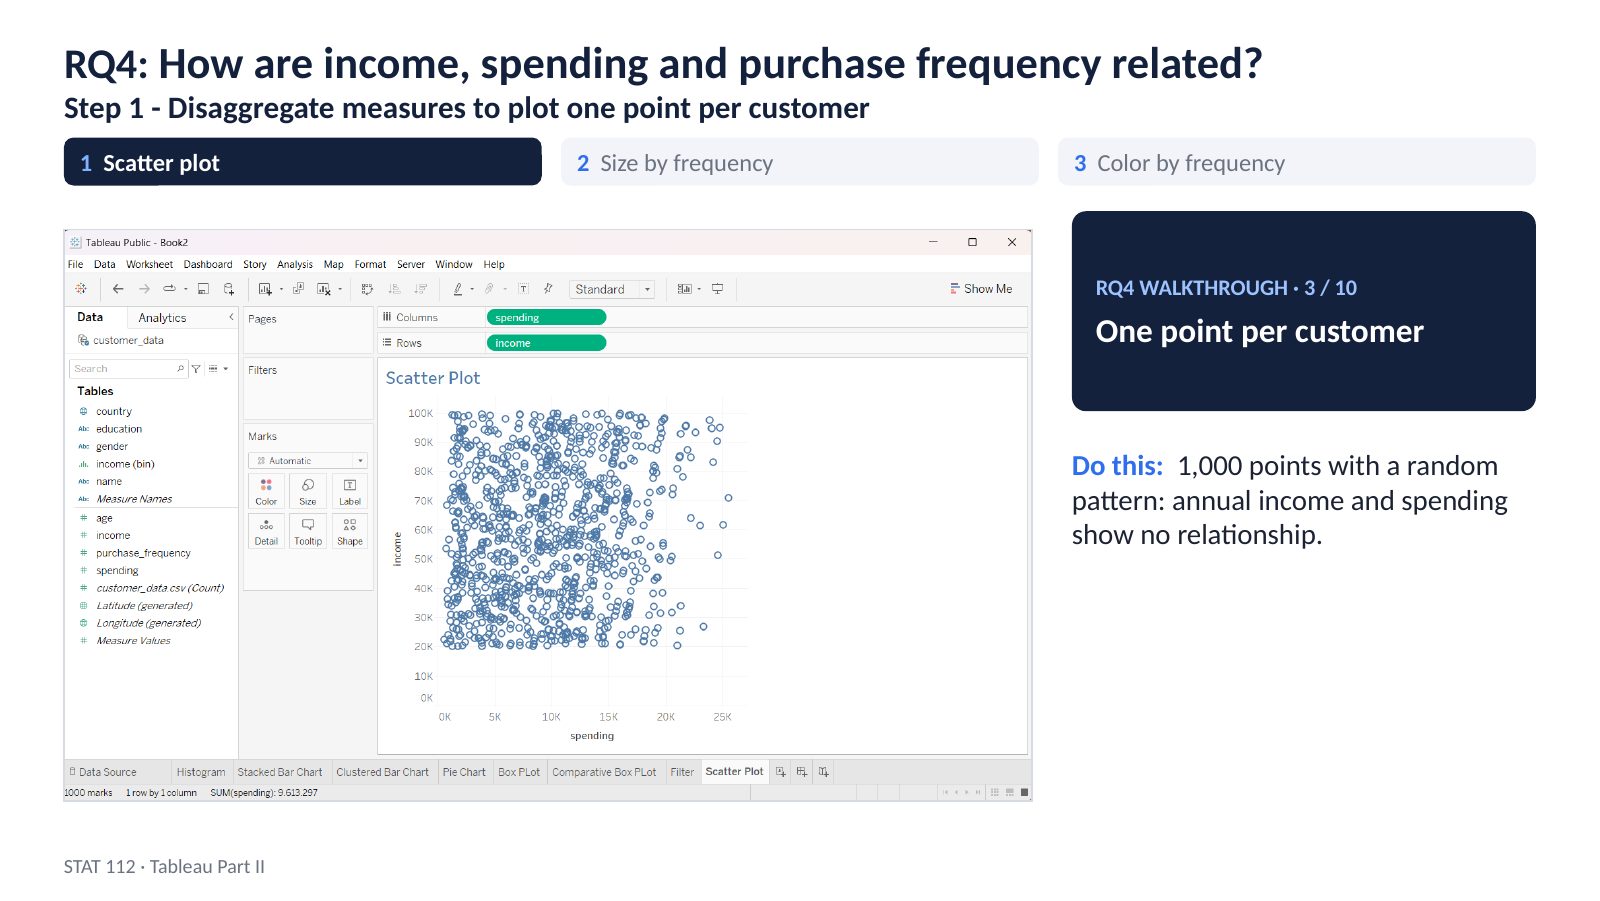 RQ4: How are income, spending and purchase frequency related?
Step 1 - Disaggregate measures to plot one point per customer
1 Scatter plot
2 Size by frequency
3 Color by frequency
Tableau Public - Book2
File Data Worksheet Dashboard Story Analysis Map Format Server Window Help
Standard
Show Me
Data Analytics
customer_data
Search
Tables
country
Abc education
Abc gender
income (bin)
Abc name
Abc Measure Names
# age
# income
# purchase_frequency
# spending
# customer_data.csv (Count)
Latitude (generated)
Longitude (generated)
# Measure Values
Pages
Filters
Marks
Automatic
Color Size Label
Detail Tooltip Shape
Columns spending
Rows income
Scatter Plot
100K
90K
80K
70K
60K
50K
40K
30K
20K
10K
0K
income
0K 5K 10K 15K 20K 25K
spending
Data Source Histogram Stacked Bar Chart Clustered Bar Chart Pie Chart Box PLot Comparative Box PLot Filter Scatter Plot
1000 marks 1 row by 1 column SUM(spending): 9.613.297
RQ4 WALKTHROUGH · 3 / 10
One point per customer
Do this: 1,000 points with a random
pattern: annual income and spending
show no relationship.
STAT 112 · Tableau Part II